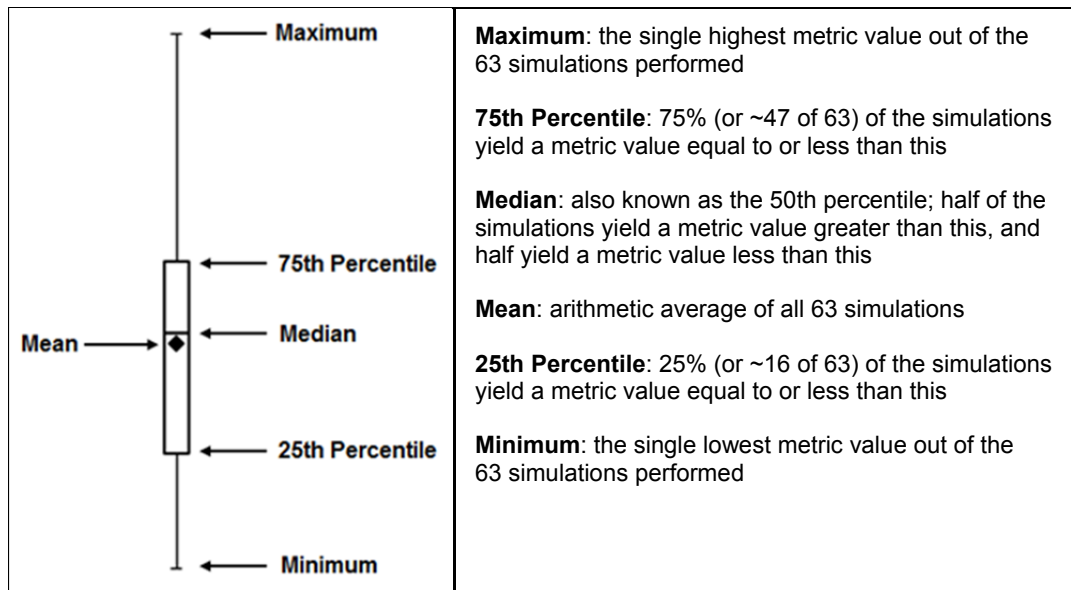 Maximum
75th Percentile
Median
Mean
25th Percentile
Minimum
Maximum: the single highest metric value out of the
63 simulations performed
75th Percentile: 75% (or ~47 of 63) of the simulations
yield a metric value equal to or less than this
Median: also known as the 50th percentile; half of the
simulations yield a metric value greater than this, and
half yield a metric value less than this
Mean: arithmetic average of all 63 simulations
25th Percentile: 25% (or ~16 of 63) of the simulations
yield a metric value equal to or less than this
Minimum: the single lowest metric value out of the
63 simulations performed